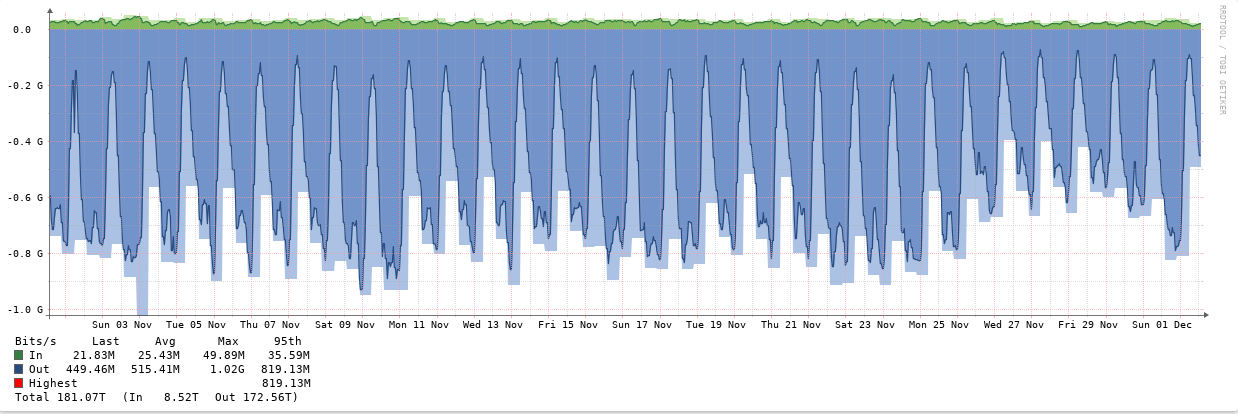 RRDTOOL / TOBI OETIKER
0.0
-0.2 G
-0.4 G
-0.6 G
-0.8 G
-1.0 G
Sun 03 Nov Tue 05 Nov Thu 07 Nov Sat 09 Nov Mon 11 Nov Wed 13 Nov Fri 15 Nov Sun 17 Nov Tue 19 Nov Thu 21 Nov Sat 23 Nov Mon 25 Nov Wed 27 Nov Fri 29 Nov Sun 01 Dec
Bits/s Last Avg Max 95th
In 21.83M 25.43M 49.89M 35.59M
Out 449.46M 515.41M 1.02G 819.13M
Highest 819.13M
Total 181.07T (In 8.52T Out 172.56T)